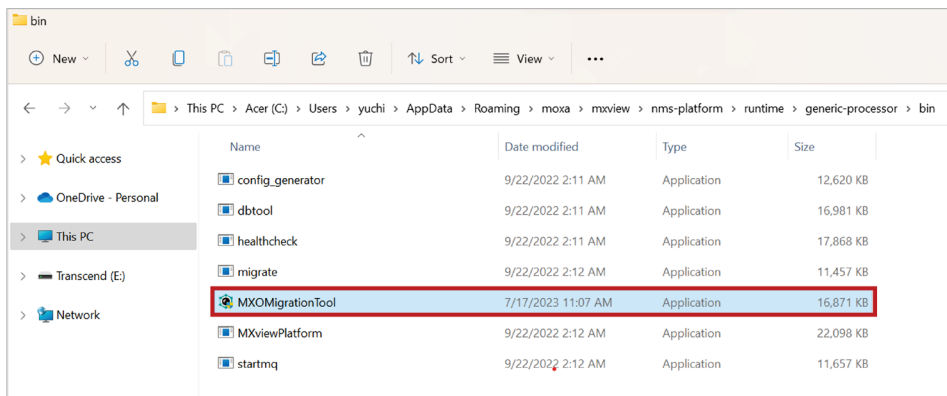 bin
New Sort View
This PC > Acer (C:) > Users > yuchi > AppData > Roaming > moxa > mxview > nms-platform > runtime > generic-processor > bin
Quick access
OneDrive - Personal
This PC
Transcend (E:)
Network
Name Date modified Type Size
config_generator 9/22/2022 2:11 AM Application 12,620 KB
dbtool 9/22/2022 2:11 AM Application 16,981 KB
healthcheck 9/22/2022 2:11 AM Application 17,868 KB
migrate 9/22/2022 2:12 AM Application 11,457 KB
MXOMigrationTool 7/17/2023 11:07 AM Application 16,871 KB
MXviewPlatform 9/22/2022 2:12 AM Application 22,098 KB
startmq 9/22/2022 2:12 AM Application 11,657 KB